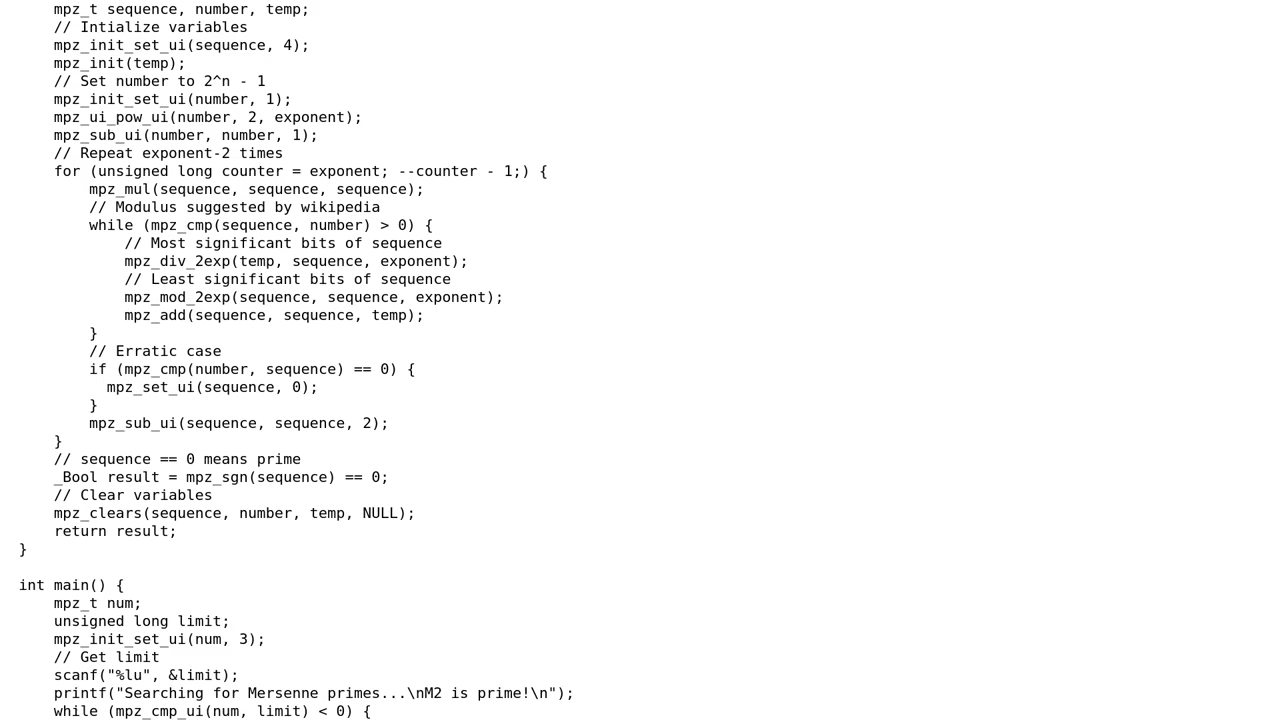 mpz_t sequence, number, temp;
    // Intialize variables
    mpz_init_set_ui(sequence, 4);
    mpz_init(temp);
    // Set number to 2^n - 1
    mpz_init_set_ui(number, 1);
    mpz_ui_pow_ui(number, 2, exponent);
    mpz_sub_ui(number, number, 1);
    // Repeat exponent-2 times
    for (unsigned long counter = exponent; --counter - 1;) {
        mpz_mul(sequence, sequence, sequence);
        // Modulus suggested by wikipedia
        while (mpz_cmp(sequence, number) > 0) {
            // Most significant bits of sequence
            mpz_div_2exp(temp, sequence, exponent);
            // Least significant bits of sequence
            mpz_mod_2exp(sequence, sequence, exponent);
            mpz_add(sequence, sequence, temp);
        }
        // Erratic case
        if (mpz_cmp(number, sequence) == 0) {
          mpz_set_ui(sequence, 0);
        }
        mpz_sub_ui(sequence, sequence, 2);
    }
    // sequence == 0 means prime
    _Bool result = mpz_sgn(sequence) == 0;
    // Clear variables
    mpz_clears(sequence, number, temp, NULL);
    return result;
}

int main() {
    mpz_t num;
    unsigned long limit;
    mpz_init_set_ui(num, 3);
    // Get limit
    scanf("%lu", &limit);
    printf("Searching for Mersenne primes...\nM2 is prime!\n");
    while (mpz_cmp_ui(num, limit) < 0) {